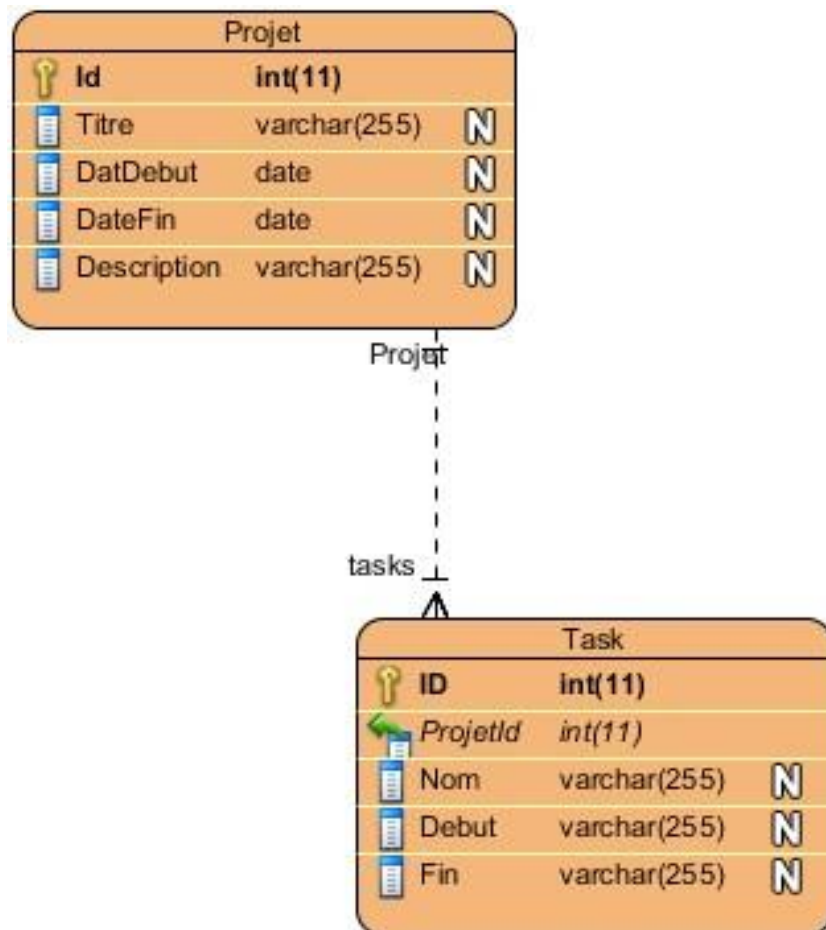 Projet
Id int(11)
Titre varchar(255) N
DatDebut date N
DateFin date N
Description varchar(255) N
Projet
tasks
Task
ID int(11)
ProjetId int(11)
Nom varchar(255) N
Debut varchar(255) N
Fin varchar(255) N